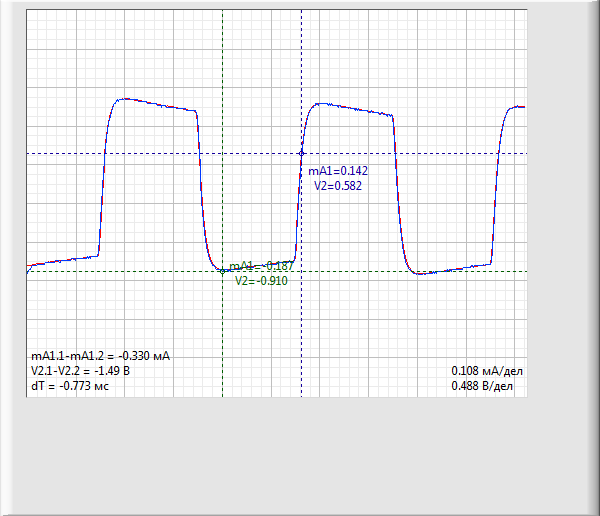 mA1=0.142
V2=0.582
mA1=-0.187
V2=-0.910
mA1.1-mA1.2 = -0.330 мА
V2.1-V2.2 = -1.49 В
dT = -0.773 мс
0.108 мА/дел
0.488 В/дел